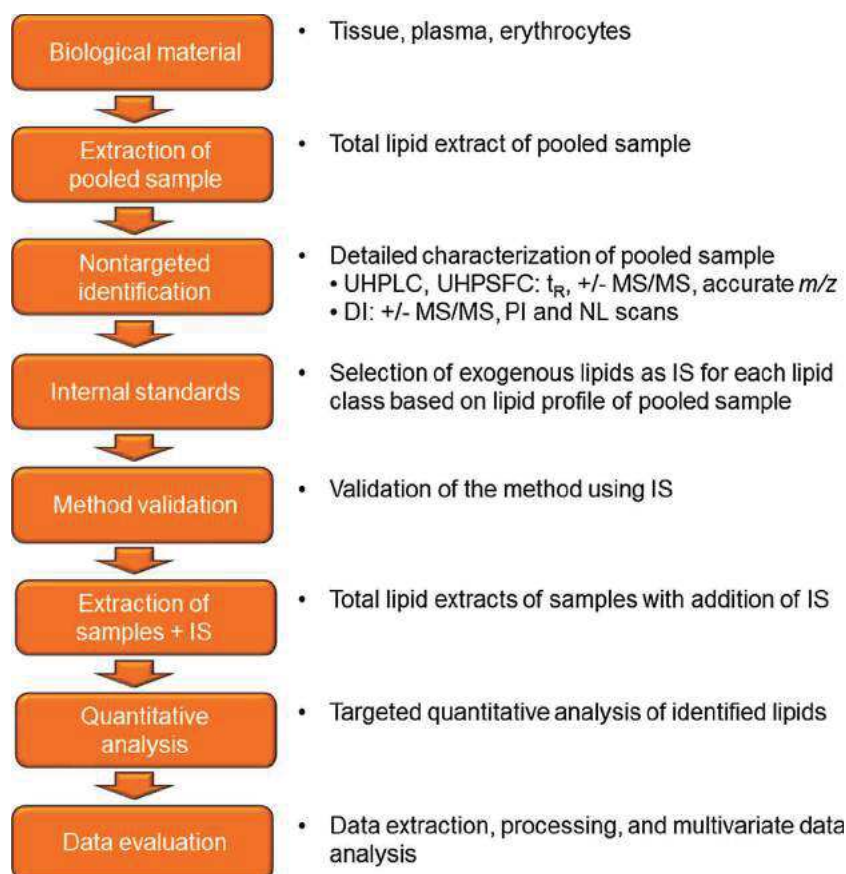 Biological material
• Tissue, plasma, erythrocytes
Extraction of
pooled sample
• Total lipid extract of pooled sample
Nontargeted
identification
• Detailed characterization of pooled sample
• UHPLC, UHPSFC: tR, +/- MS/MS, accurate m/z
• DI: +/- MS/MS, PI and NL scans
Internal standards
• Selection of exogenous lipids as IS for each lipid
class based on lipid profile of pooled sample
Method validation
• Validation of the method using IS
Extraction of
samples + IS
• Total lipid extracts of samples with addition of IS
Quantitative
analysis
• Targeted quantitative analysis of identified lipids
Data evaluation
• Data extraction, processing, and multivariate data
analysis